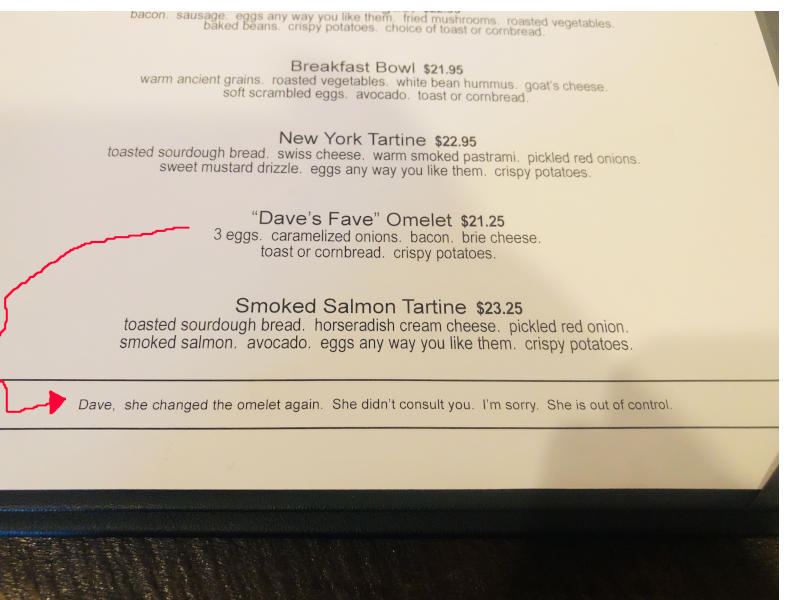 bacon. sausage. eggs any way you like them. fried mushrooms. roasted vegetables.
baked beans. crispy potatoes. choice of toast or cornbread.
Breakfast Bowl $21.95
warm ancient grains. roasted vegetables. white bean hummus. goat's cheese.
soft scrambled eggs. avocado. toast or cornbread.
New York Tartine $22.95
toasted sourdough bread. swiss cheese. warm smoked pastrami. pickled red onions.
sweet mustard drizzle. eggs any way you like them. crispy potatoes.
“Dave’s Fave” Omelet $21.25
3 eggs. caramelized onions. bacon. brie cheese.
toast or cornbread. crispy potatoes.
Smoked Salmon Tartine $23.25
toasted sourdough bread. horseradish cream cheese. pickled red onion.
smoked salmon. avocado. eggs any way you like them. crispy potatoes.
Dave, she changed the omelet again. She didn't consult you. I'm sorry. She is out of control.